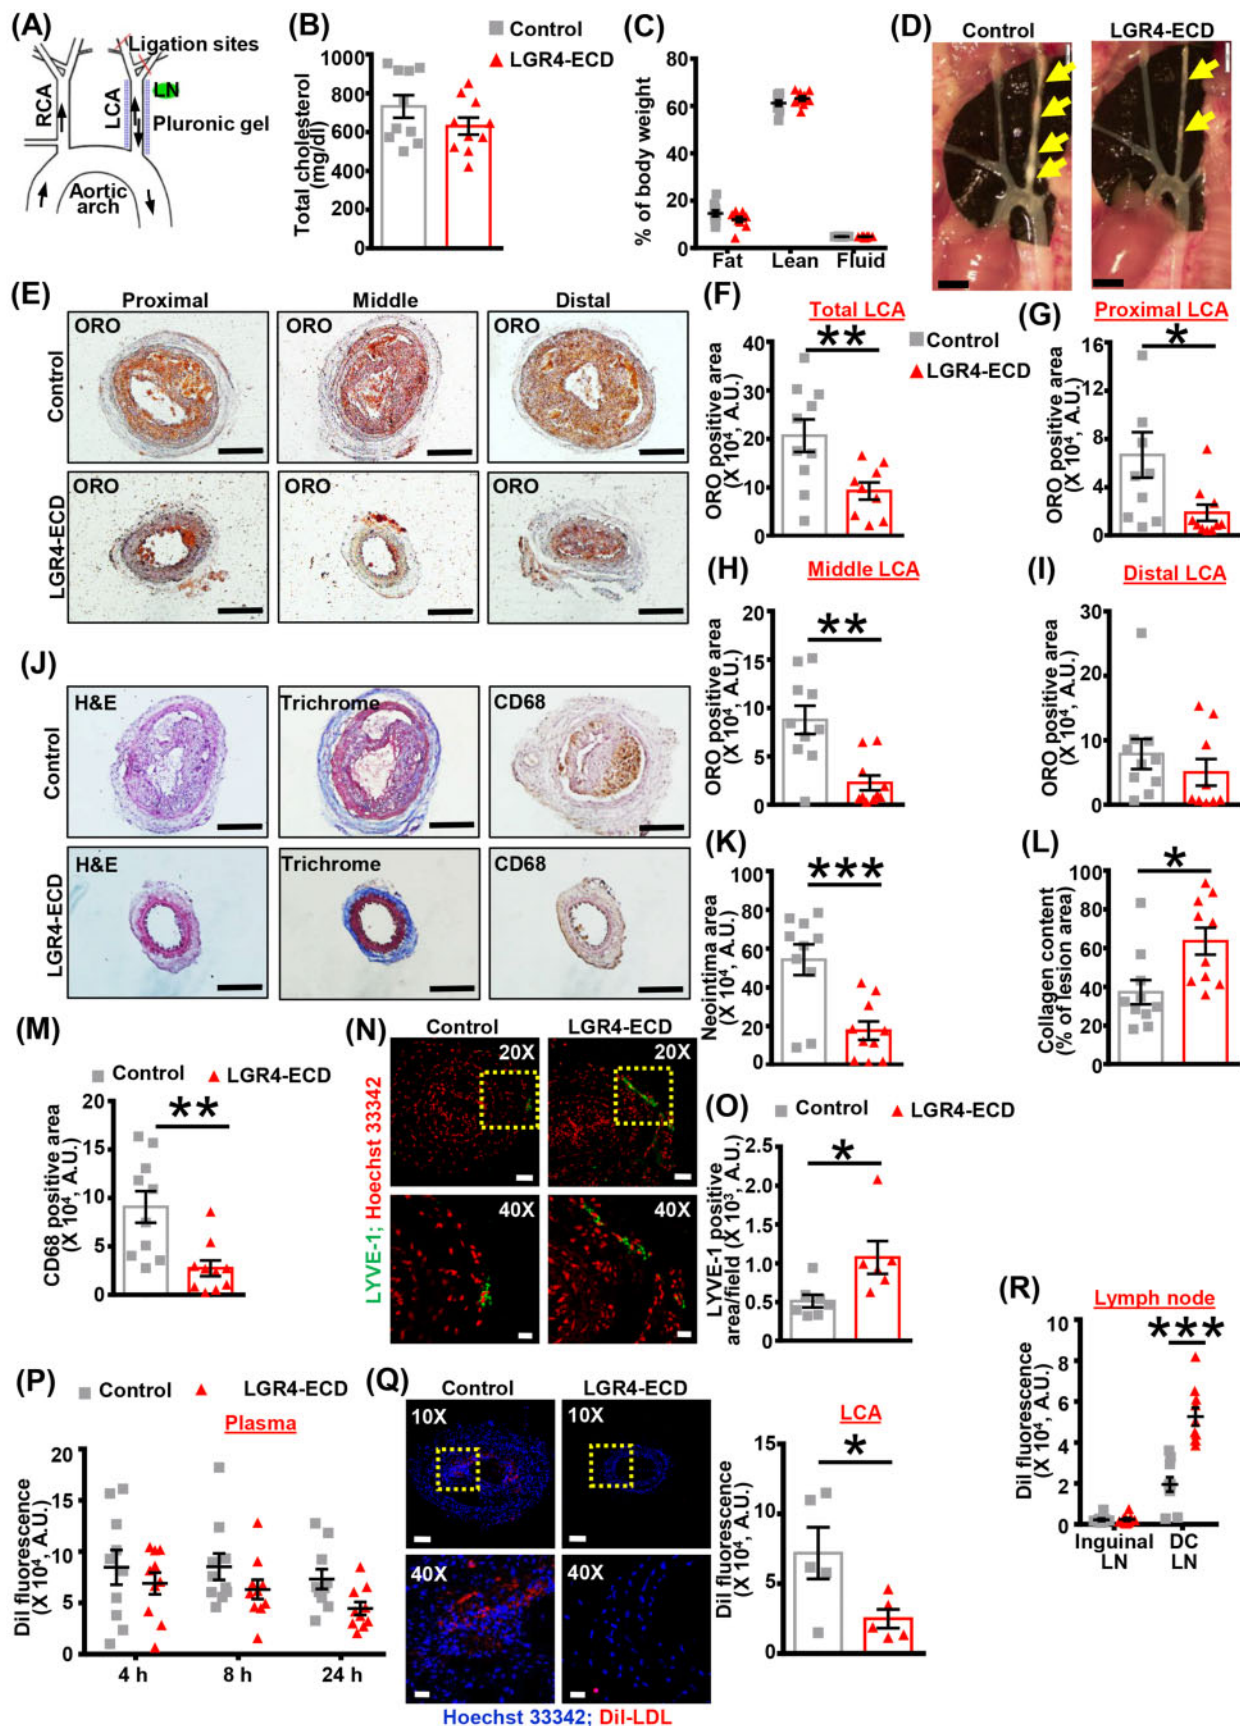 (A)
Ligation sites
RCA
LCA
LN
Pluronic gel
Aortic
arch
(B)
Control
LGR4-ECD
Total cholesterol
(mg/dl)
1000
800
600
400
200
0
(C)
% of body weight
80
60
40
20
0
Fat Lean Fluid
(D)
Control LGR4-ECD
(E)
Proximal Middle Distal
Control
ORO ORO ORO
LGR4-ECD
ORO ORO ORO
(F)
Total LCA
**
Control
LGR4-ECD
ORO positive area
(X 10⁴, A.U.)
40
30
20
10
0
(G)
Proximal LCA
*
ORO positive area
(X 10⁴, A.U.)
16
12
8
4
0
(H)
Middle LCA
**
ORO positive area
(X 10⁴, A.U.)
20
15
10
5
0
(I)
Distal LCA
ORO positive area
(X 10⁴, A.U.)
30
20
10
0
(J)
Control
H&E Trichrome CD68
LGR4-ECD
H&E Trichrome CD68
(K)
***
Neointima area
(X 10⁴, A.U.)
100
80
60
40
20
0
(L)
*
Collagen content
(% of lesion area)
100
80
60
40
20
0
(M)
Control LGR4-ECD
**
CD68 positive area
(X 10⁴, A.U.)
20
15
10
5
0
(N)
Control LGR4-ECD
LYVE-1; Hoechst 33342
20X 20X
40X 40X
(O)
Control LGR4-ECD
*
LYVE-1 positive
area/field (X 10³, A.U.)
2.5
2.0
1.5
1.0
0.5
0
(P)
Control LGR4-ECD
Plasma
Dil fluorescence
(X 10⁴, A.U.)
20
15
10
5
0
4 h 8 h 24 h
(Q)
Control LGR4-ECD
10X 10X
40X 40X
Hoechst 33342; Dil-LDL
LCA
*
Dil fluorescence
(X 10⁴, A.U.)
15
10
5
0
(R)
Lymph node
***
Dil fluorescence
(X 10⁴, A.U.)
10
8
6
4
2
0
Inguinal DC
LN LN